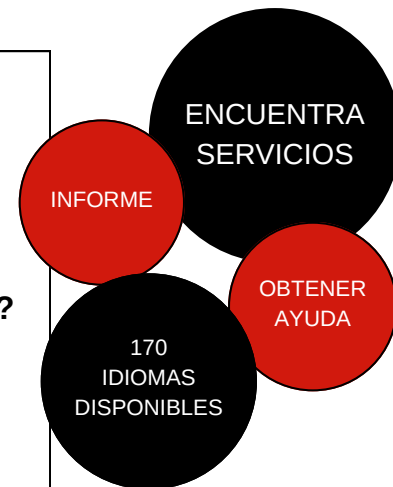 ENCUENTRA
SERVICIOS
INFORME
OBTENER
AYUDA
?
170
IDIOMAS
DISPONIBLES